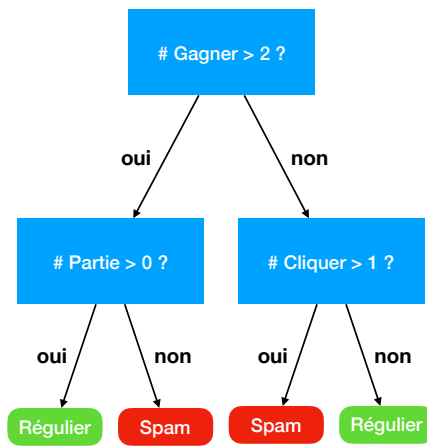 # Gagner > 2 ?
oui
non
# Partie > 0 ?
# Cliquer > 1 ?
oui
non
oui
non
Régulier
Spam
Spam
Régulier